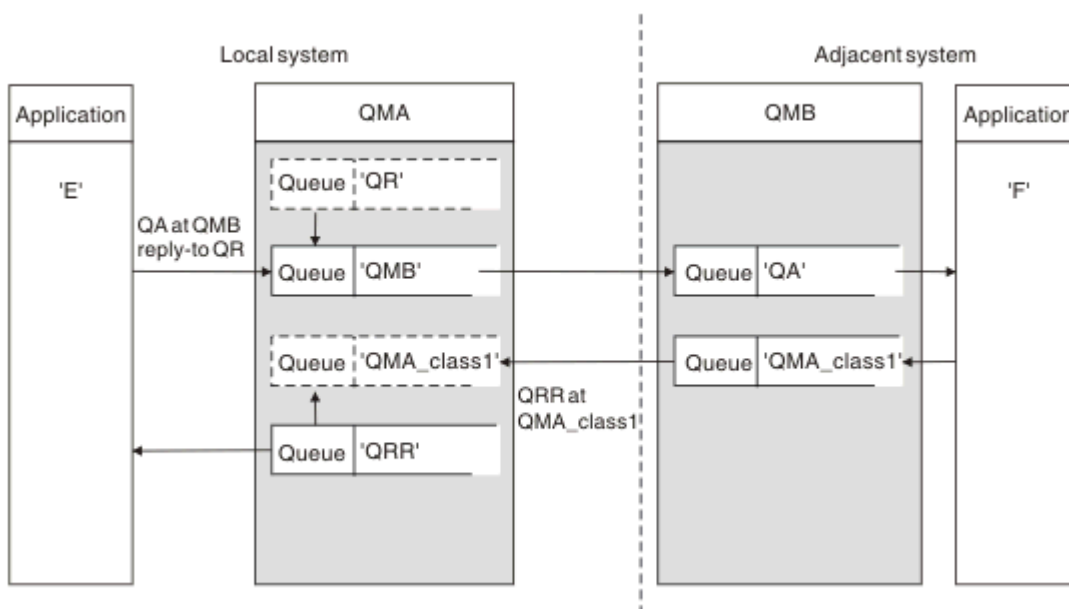 Local system
Adjacent system
Application
QMA
QMB
Application
'E'
Queue 'QR'
'F'
QA at QMB
reply-to QR
Queue 'QMB'
Queue 'QA'
Queue 'QMA_class1'
Queue 'QMA_class1'
QRR at
QMA_class1
Queue 'QRR'